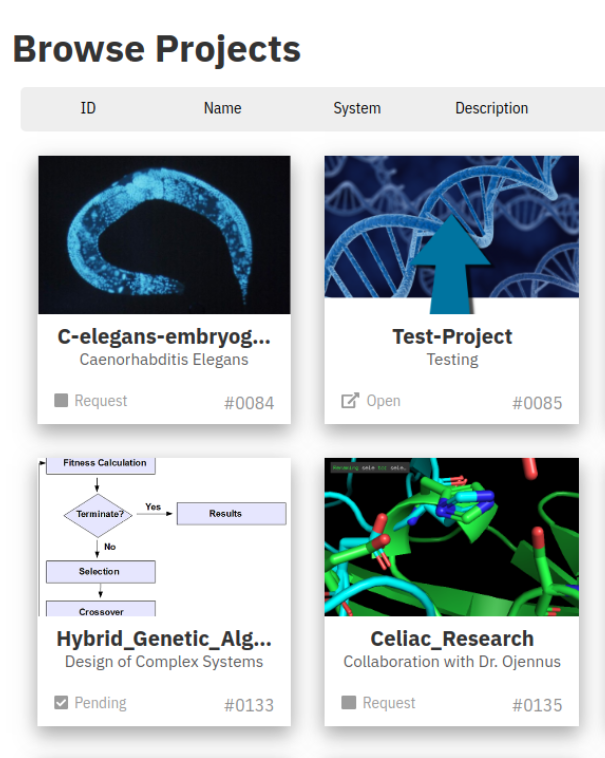 Browse Projects
ID Name System Description
C-elegans-embryog...
Caenorhabditis Elegans
Request #0084
Test-Project
Testing
Open #0085
Fitness Calculation
Terminate?
Yes
Results
No
Selection
Crossover
Hybrid_Genetic_Alg...
Design of Complex Systems
Pending #0133
Celiac_Research
Collaboration with Dr. Ojennus
Request #0135